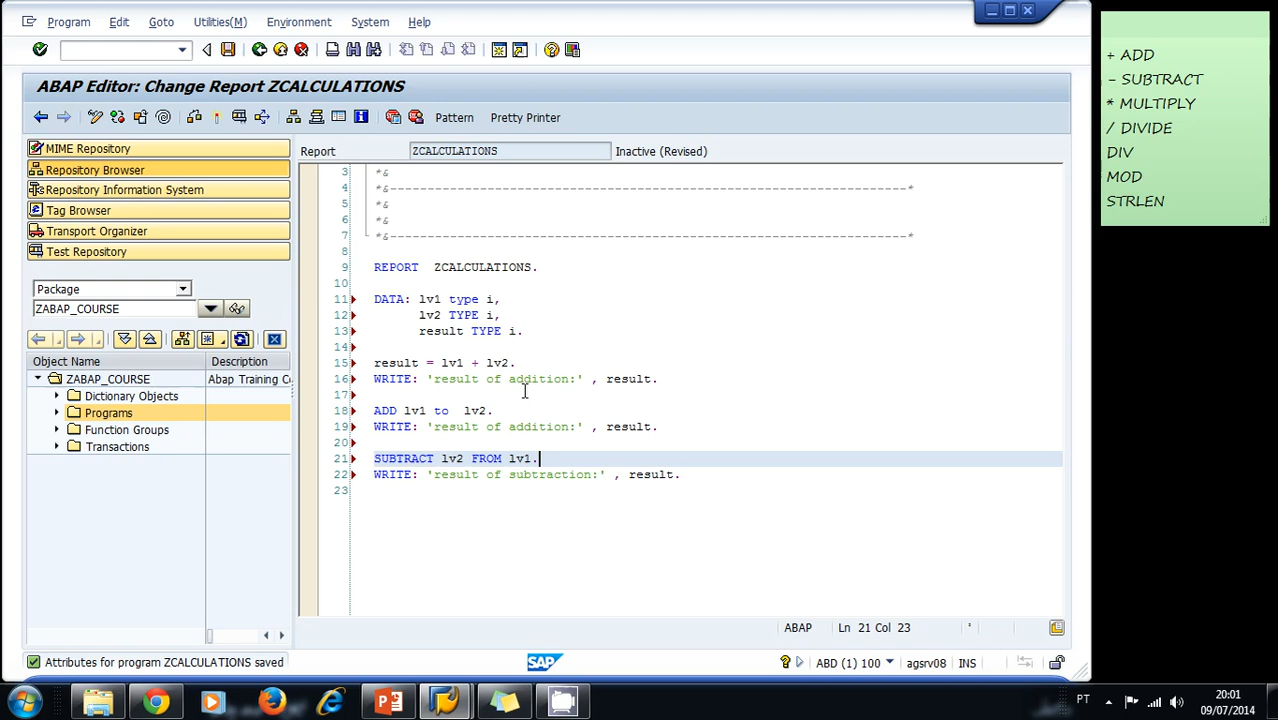 Program Edit Goto Utilities(M) Environment System Help
ABAP Editor: Change Report ZCALCULATIONS
Pattern Pretty Printer
MIME Repository
Repository Browser
Repository Information System
Tag Browser
Transport Organizer
Test Repository
Package
ZABAP_COURSE
Object Name Description
ZABAP_COURSE Abap Training Co
Dictionary Objects
Programs
Function Groups
Transactions
Report ZCALCULATIONS Inactive (Revised)
3 *&
4 *&---------------------------------------------------------------------*
5 *&
6 *&
7 *&---------------------------------------------------------------------*
8
9 REPORT ZCALCULATIONS.
10
11 DATA: lv1 type i,
12 lv2 TYPE i,
13 result TYPE i.
14
15 result = lv1 + lv2.
16 WRITE: 'result of addition:' , result.
17
18 ADD lv1 to lv2.
19 WRITE: 'result of addition:' , result.
20
21 SUBTRACT lv2 FROM lv1.
22 WRITE: 'result of subtraction:' , result.
23
ABAP Ln 21 Col 23
Attributes for program ZCALCULATIONS saved
SAP
ABD (1) 100 agsrv08 INS
+ ADD
- SUBTRACT
* MULTIPLY
/ DIVIDE
DIV
MOD
STRLEN
PT
20:01
09/07/2014